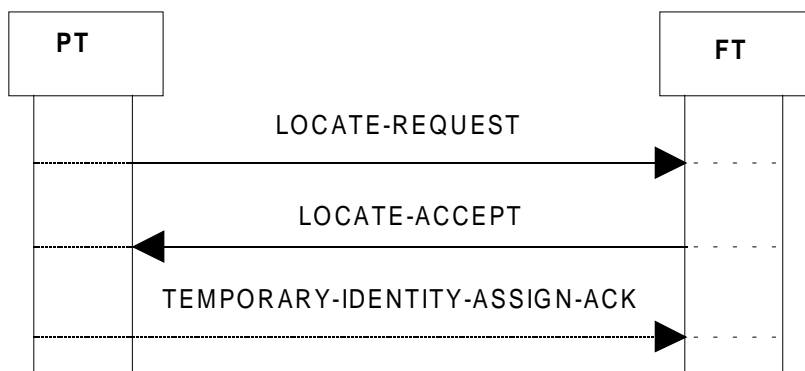 PT
FT
LOCATE-REQUEST
LOCATE-ACCEPT
TEMPORARY-IDENTITY-ASSIGN-ACK